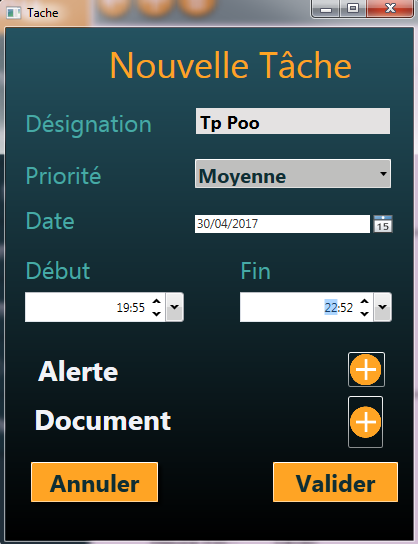 Tache
Nouvelle Tâche
Désignation Tp Poo
Priorité Moyenne
Date 30/04/2017 15
Début Fin
19:55 22:52
Alerte
Document
Annuler Valider